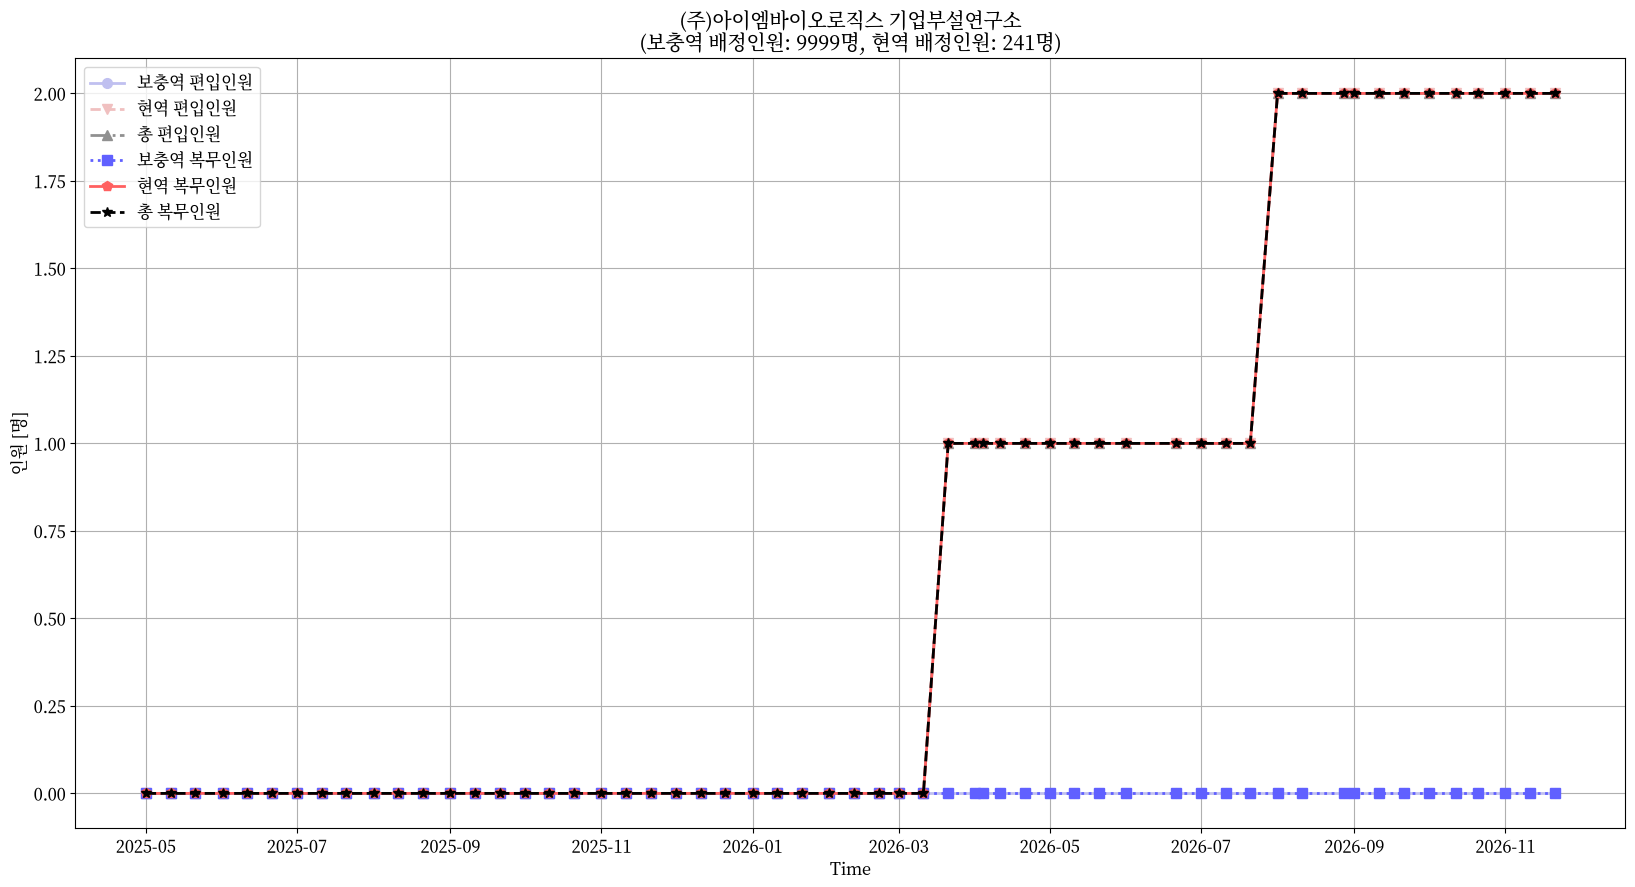 (주)아이엠바이오로직스 기업부설연구소
(보충역 배정인원: 9999명, 현역 배정인원: 241명)
보충역 편입인원
현역 편입인원
총 편입인원
보충역 복무인원
현역 복무인원
총 복무인원
2.00
1.75
1.50
1.25
1.00
0.75
0.50
0.25
0.00
인원 [명]
2025-05 2025-07 2025-09 2025-11 2026-01 2026-03 2026-05 2026-07 2026-09 2026-11
Time